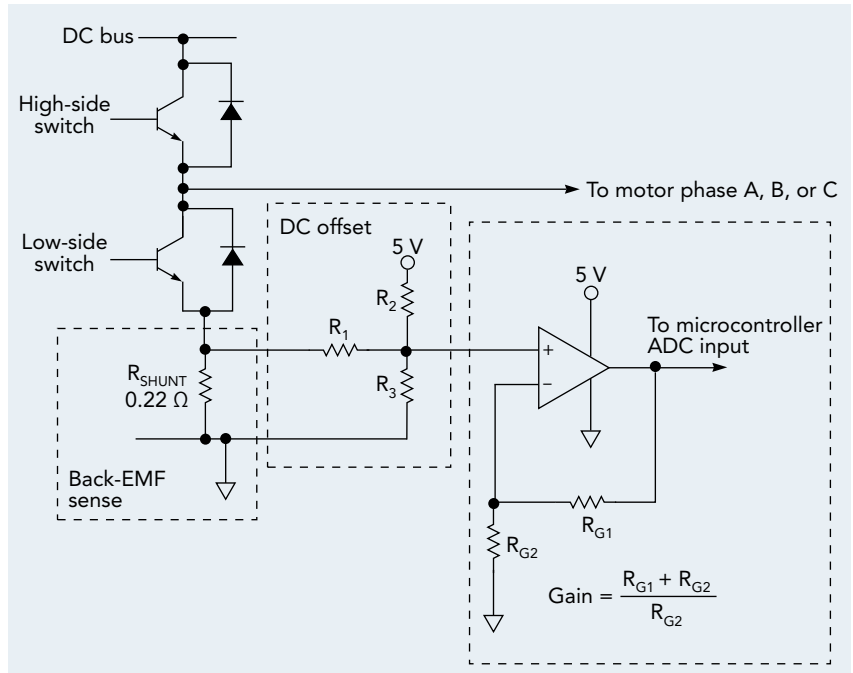 DC bus
High-side
switch
To motor phase A, B, or C
DC offset
Low-side
switch
5 V
R2
R1
R3
5 V
To microcontroller
ADC input
+
−
RSHUNT
0.22 Ω
Back-EMF
sense
RG1
RG2
Gain = RG1 + RG2
RG2